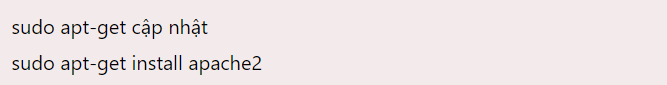 sudo apt-get cập nhật
sudo apt-get install apache2